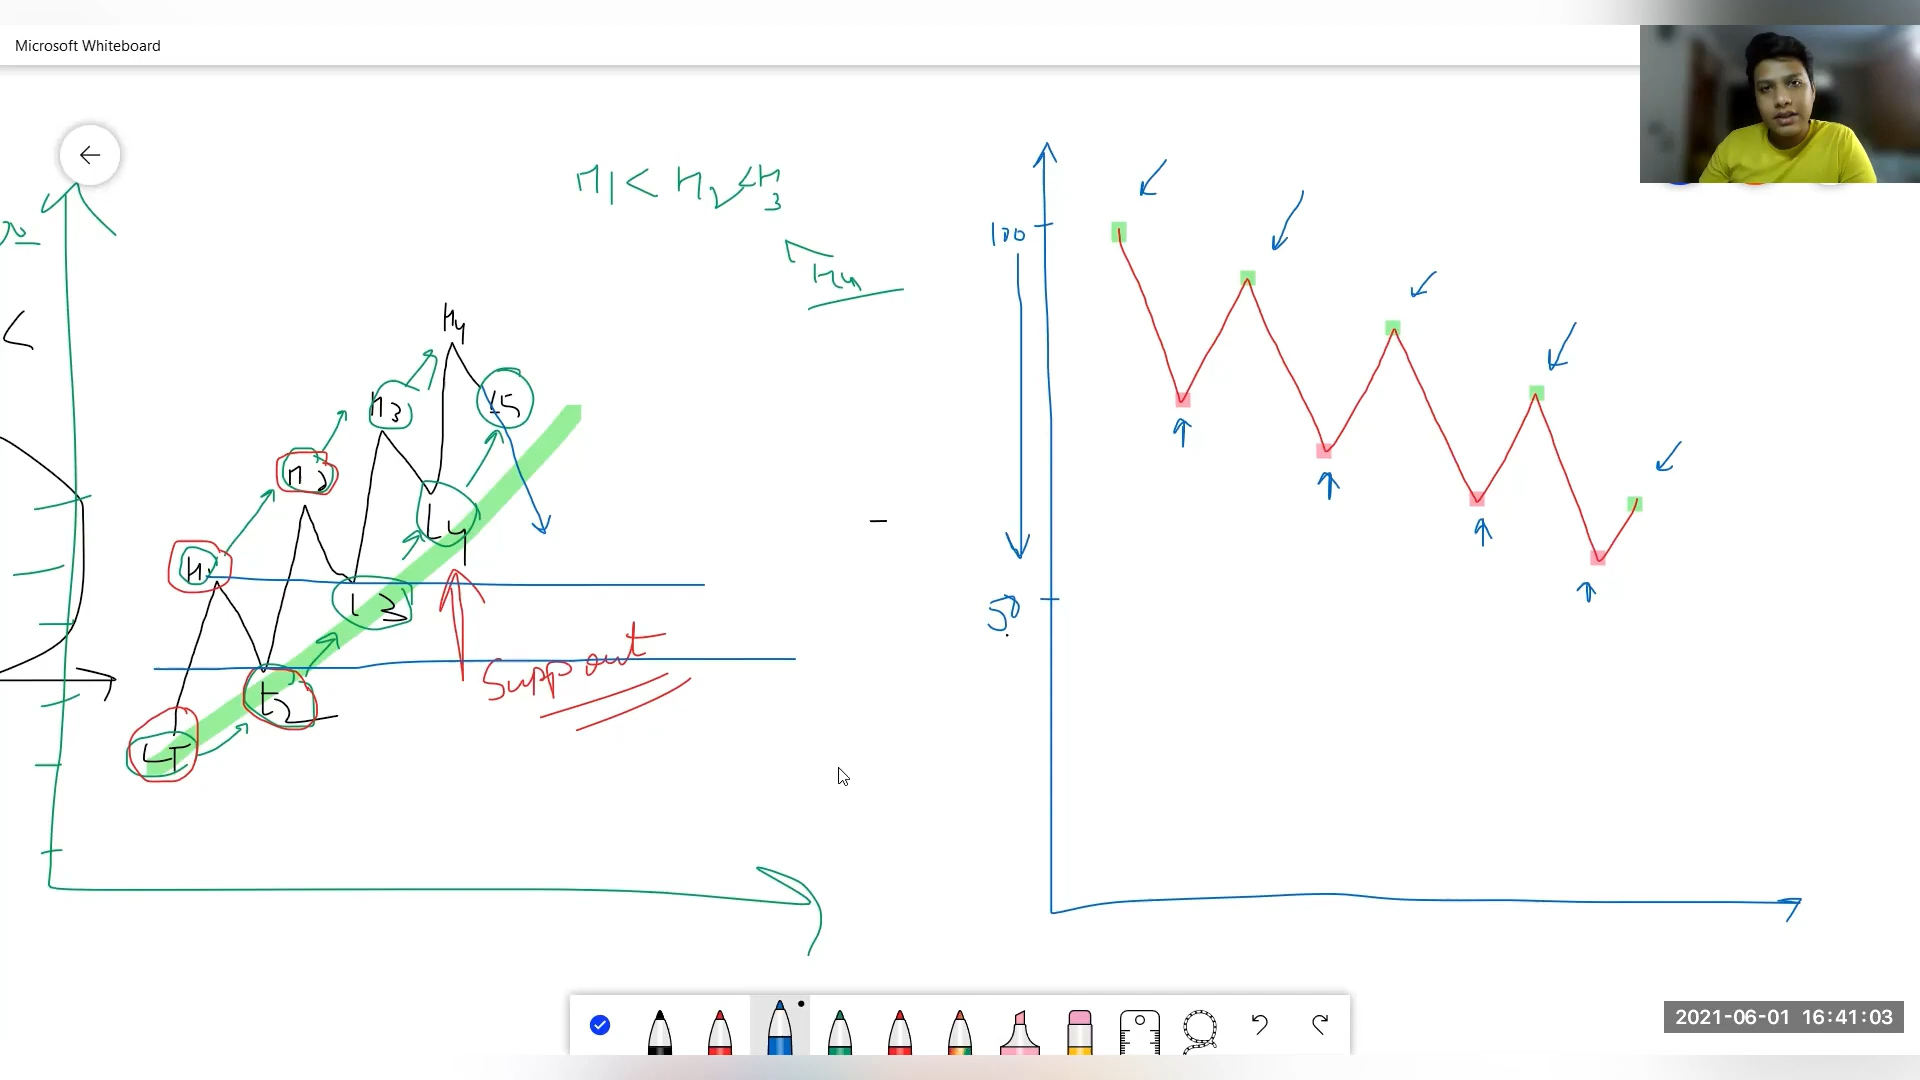 Microsoft Whiteboard
H1 < H2 < H3
H4
100
H4
H3
L5
H2
L4
H1
L3
50
Support
L2
L1
2021-06-01 16:41:03